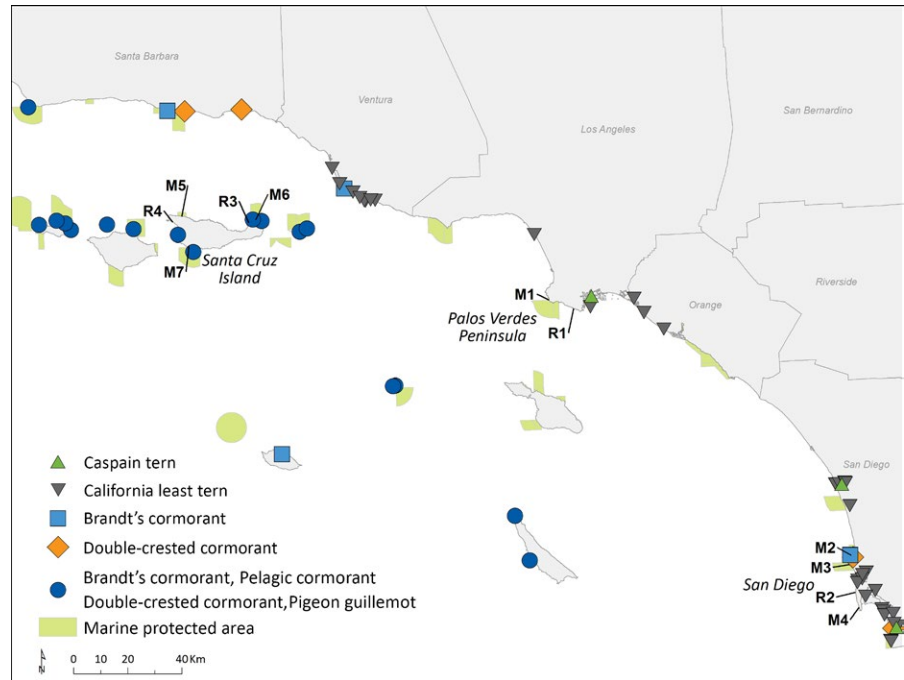 Santa Barbara
Ventura
Los Angeles
San Bernardino
M5
R3
M6
R4
M7
Santa Cruz
Island
Riverside
Orange
M1
Palos Verdes
Peninsula
R1
San Diego
Caspain tern
California least tern
Brandt's cormorant
Double-crested cormorant
Brandt's cormorant, Pelagic cormorant
Double-crested cormorant,Pigeon guillemot
Marine protected area
M2
M3
San Diego
R2
M4
N
0 10 20 40 Km